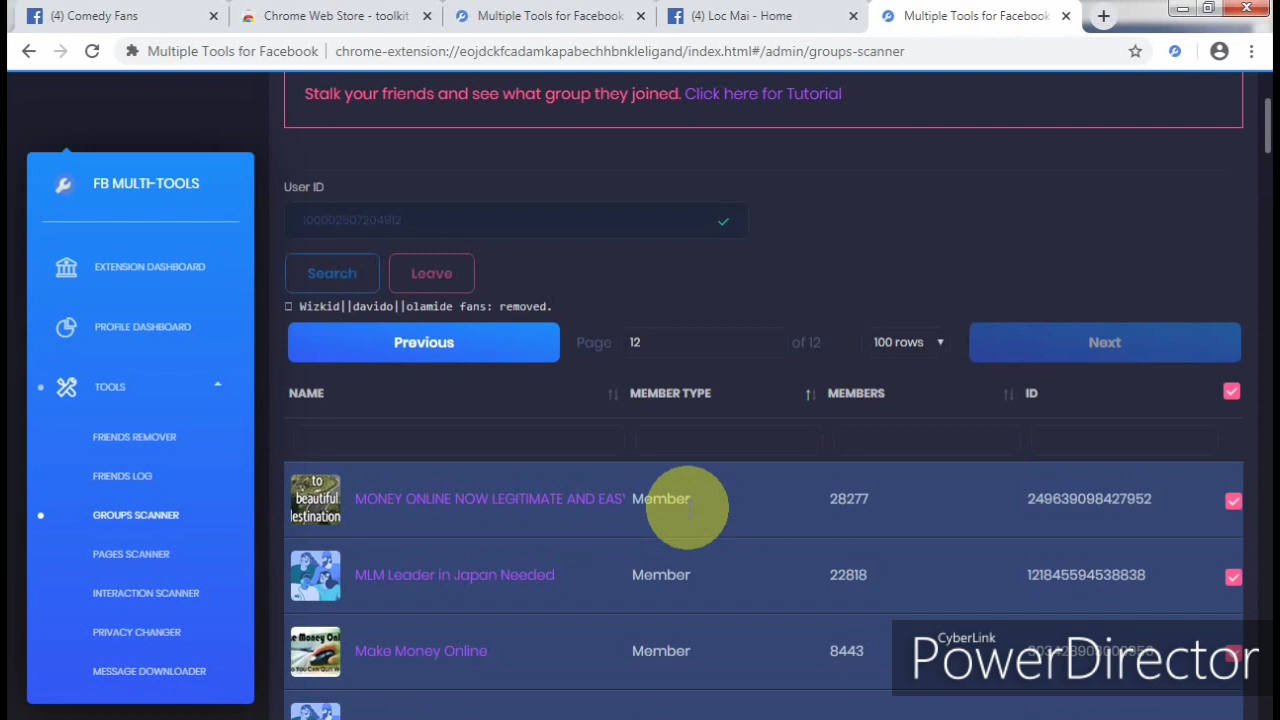 (4) Comedy Fans
Chrome Web Store - toolkit
Multiple Tools for Facebook
(4) Loc Mai - Home
Multiple Tools for Facebook
Multiple Tools for Facebook | chrome-extension://eojdckfcadamkapabechhbnkleligand/index.html#/admin/groups-scanner
Stalk your friends and see what group they joined. Click here for Tutorial
FB MULTI-TOOLS
EXTENSION DASHBOARD
PROFILE DASHBOARD
TOOLS
FRIENDS REMOVER
FRIENDS LOG
GROUPS SCANNER
PAGES SCANNER
INTERACTION SCANNER
PRIVACY CHANGER
MESSAGE DOWNLOADER
User ID
100002507204912
Search Leave
Wizkid||davido||olamide fans: removed.
Previous Page 12 of 12 100 rows Next
NAME MEMBER TYPE MEMBERS ID
to
beautiful
destination
MONEY ONLINE NOW LEGITIMATE AND EAS Member 28277 249639098427952
MLM Leader in Japan Needed Member 22818 121845594538838
Make Money Online Member 8443
CyberLink
PowerDirector